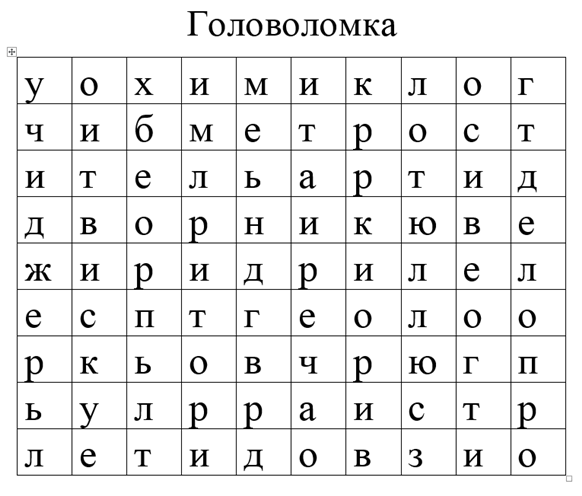 Головоломка
у о х и м и к л о г
ч и б м е т р о с т
и т е л ь а р т и д
д в о р н и к ю в е
ж и р и д р и л е л
е с п т г е о л о о
р к ь о в ч р ю г п
ь у л р р а и с т р
л е т и д о в з и о